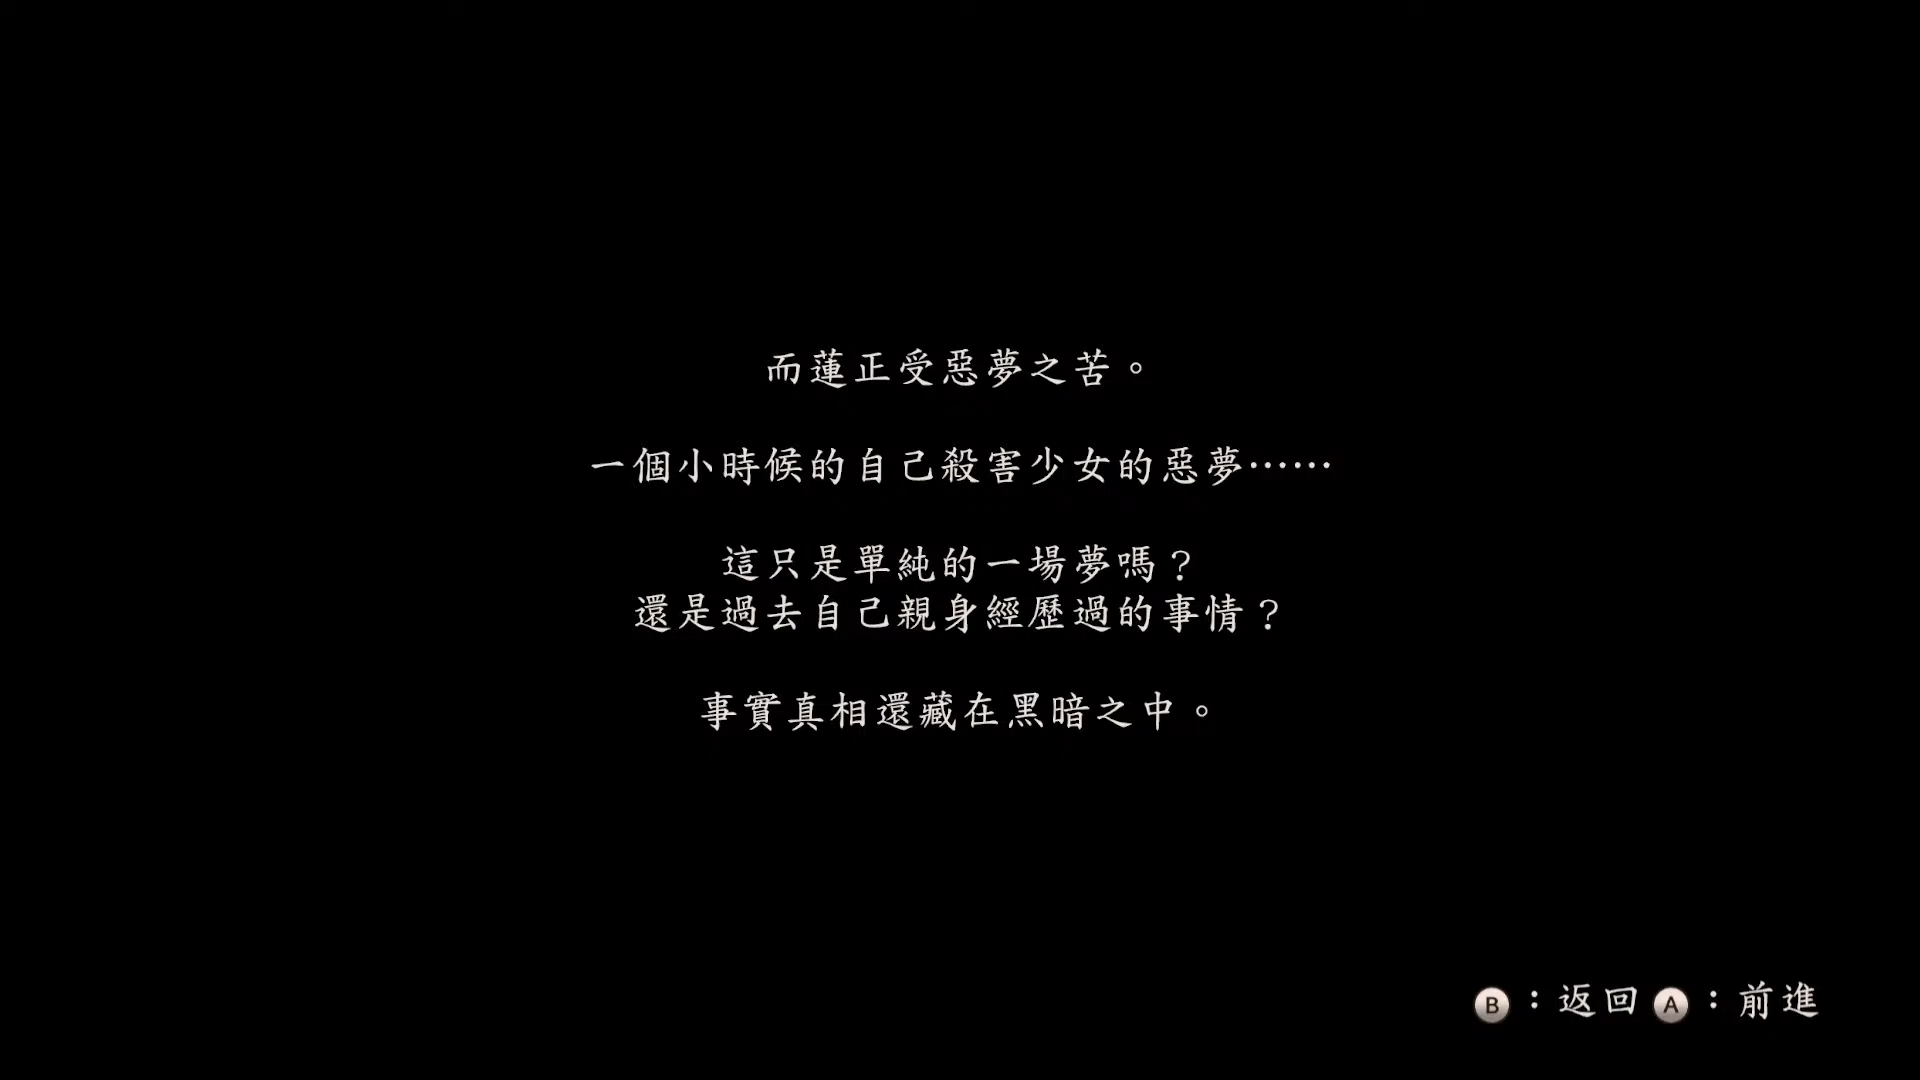 而蓮正受惡夢之苦。
一個小時候的自己殺害少女的惡夢……
這只是單純的一場夢嗎？
還是過去自己親身經歷過的事情？
事實真相還藏在黑暗之中。
B：返回 A：前進